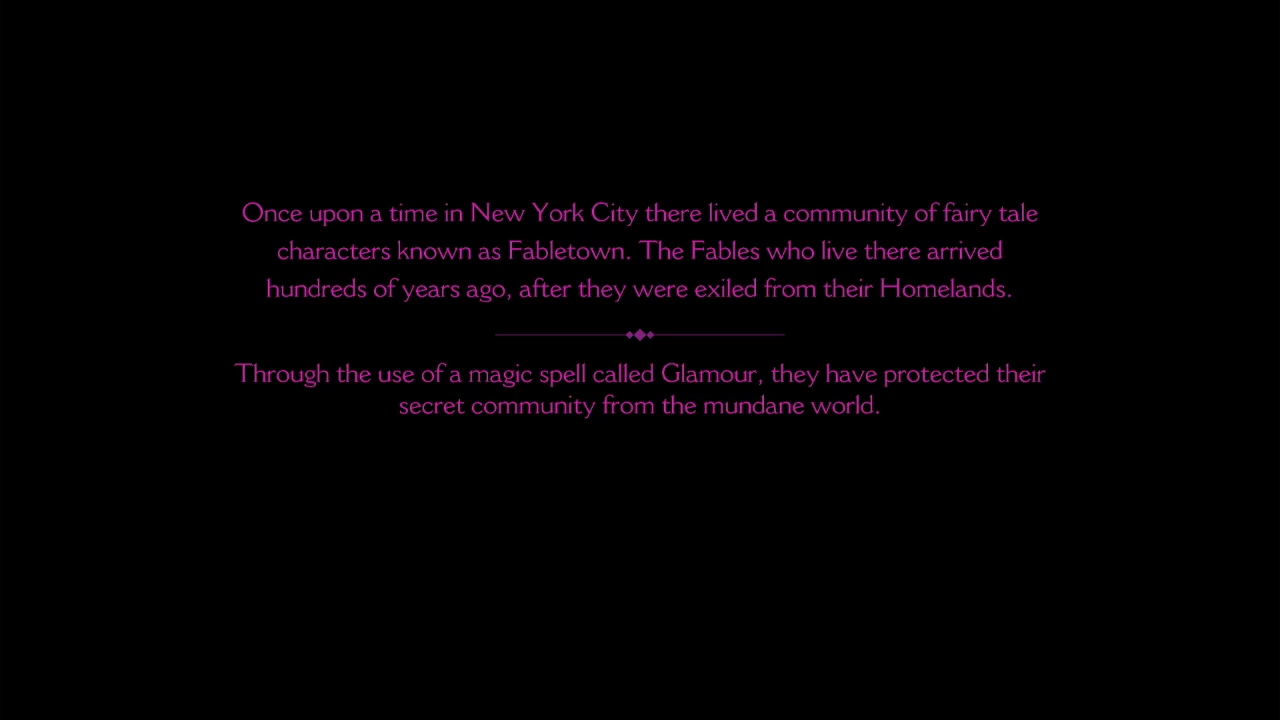 Once upon a time in New York City there lived a community of fairy tale
characters known as Fabletown. The Fables who live there arrived
hundreds of years ago, after they were exiled from their Homelands.
Through the use of a magic spell called Glamour, they have protected their
secret community from the mundane world.